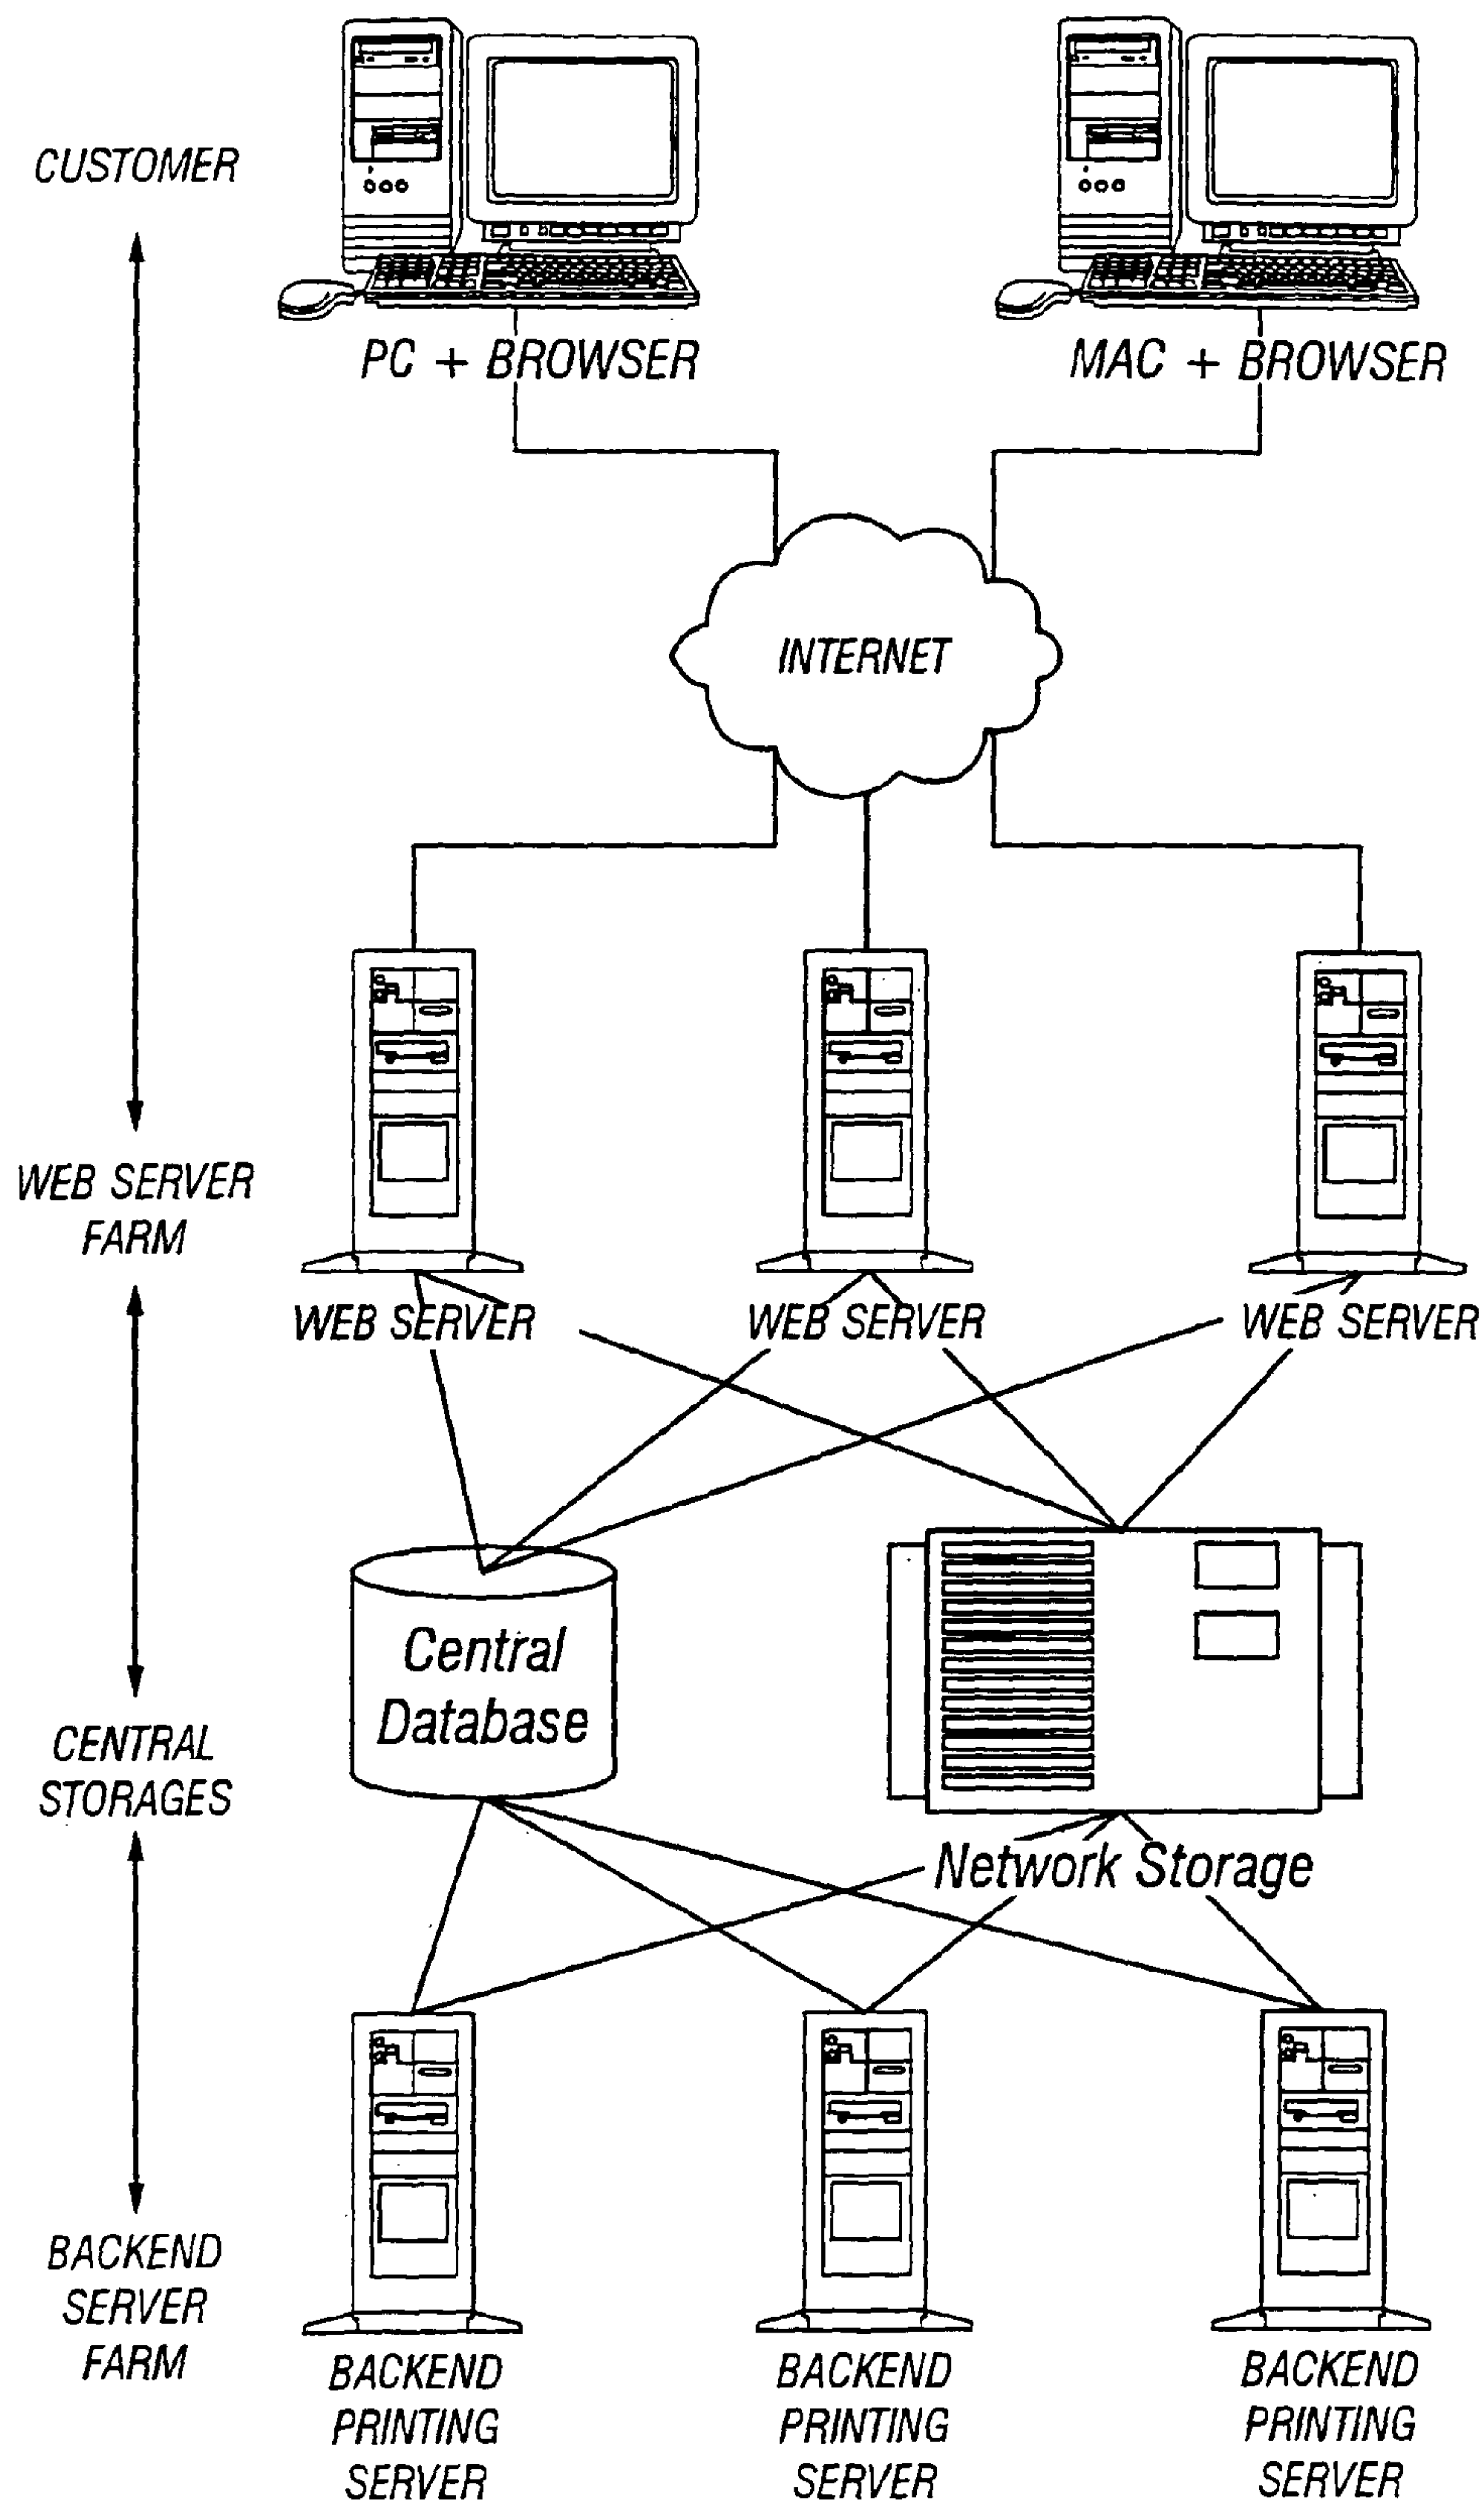 CUSTOMER
PC + BROWSER
MAC + BROWSER
INTERNET
WEB SERVER
FARM
WEB SERVER
WEB SERVER
WEB SERVER
Central
Database
CENTRAL
STORAGES
Network Storage
BACKEND
SERVER
FARM
BACKEND
PRINTING
SERVER
BACKEND
PRINTING
SERVER
BACKEND
PRINTING
SERVER